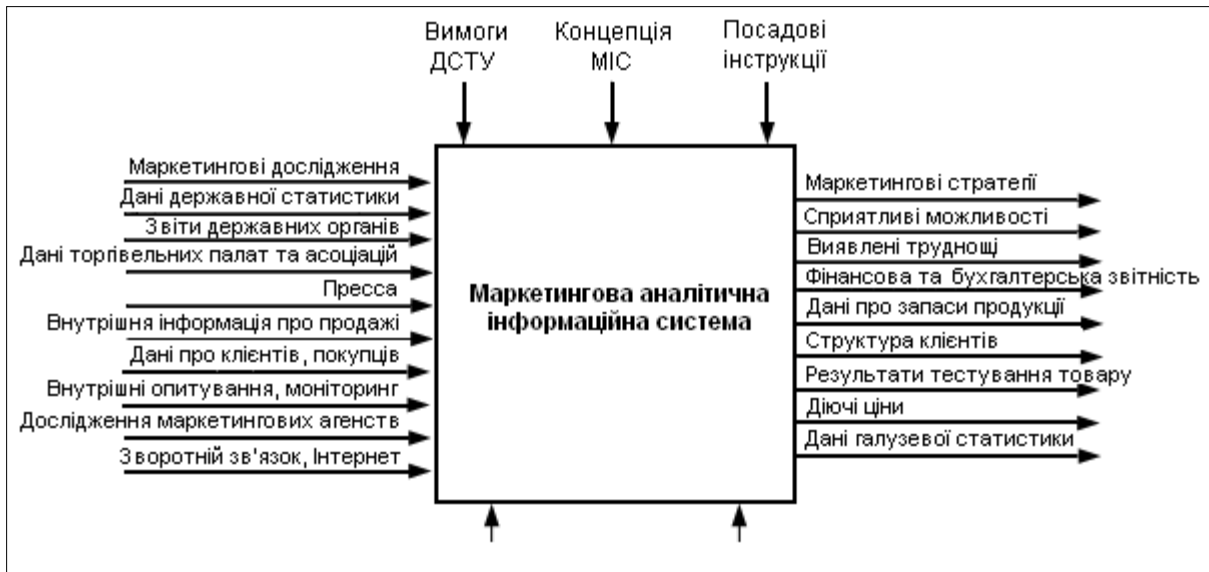 Вимоги
ДСТУ
Концепція
МІС
Посадові
інструкції
Маркетингові дослідження
Дані державної статистики
Звіти державних органів
Дані торгівельних палат та асоціацій
Пресса
Внутрішня інформація про продажі
Дані про клієнтів, покупців
Внутрішні опитування, моніторинг
Дослідження маркетингових агенств
Зворотній зв'язок, Інтернет
Маркетингова аналітична
інформаційна система
Маркетингові стратегії
Сприятливі можливості
Виявлені труднощі
Фінансова та бухгалтерська звітність
Дані про запаси продукції
Структура клієнтів
Результати тестування товару
Діючі ціни
Дані галузевої статистики